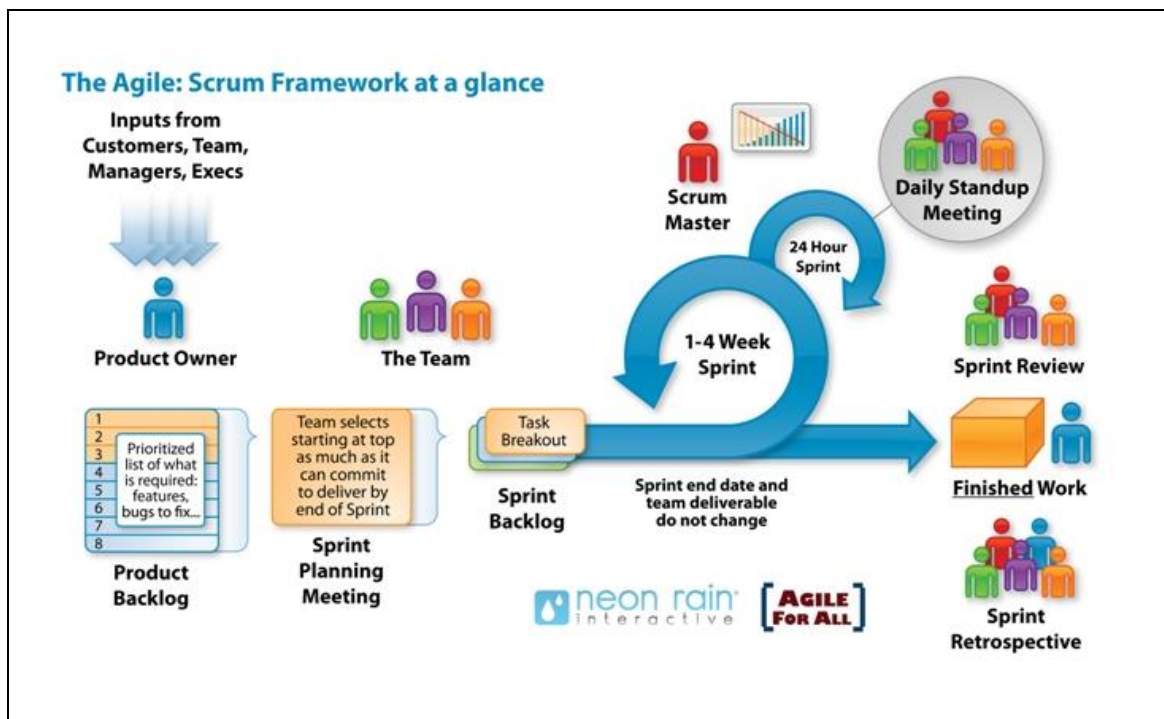 The Agile: Scrum Framework at a glance
Inputs from
Customers, Team,
Managers, Execs
Product Owner
The Team
Scrum
Master
24 Hour
Sprint
Daily Standup
Meeting
1-4 Week
Sprint
Sprint Review
1
2
3
4
5
6
7
8
Prioritized
list of what
is required:
features,
bugs to fix...
Product
Backlog
Team selects
starting at top
as much as it
can commit
to deliver by
end of Sprint
Sprint
Planning
Meeting
Task
Breakout
Sprint
Backlog
Sprint end date and
team deliverable
do not change
Finished Work
Sprint
Retrospective
neon rain®
interactive
AGILE
FOR ALL